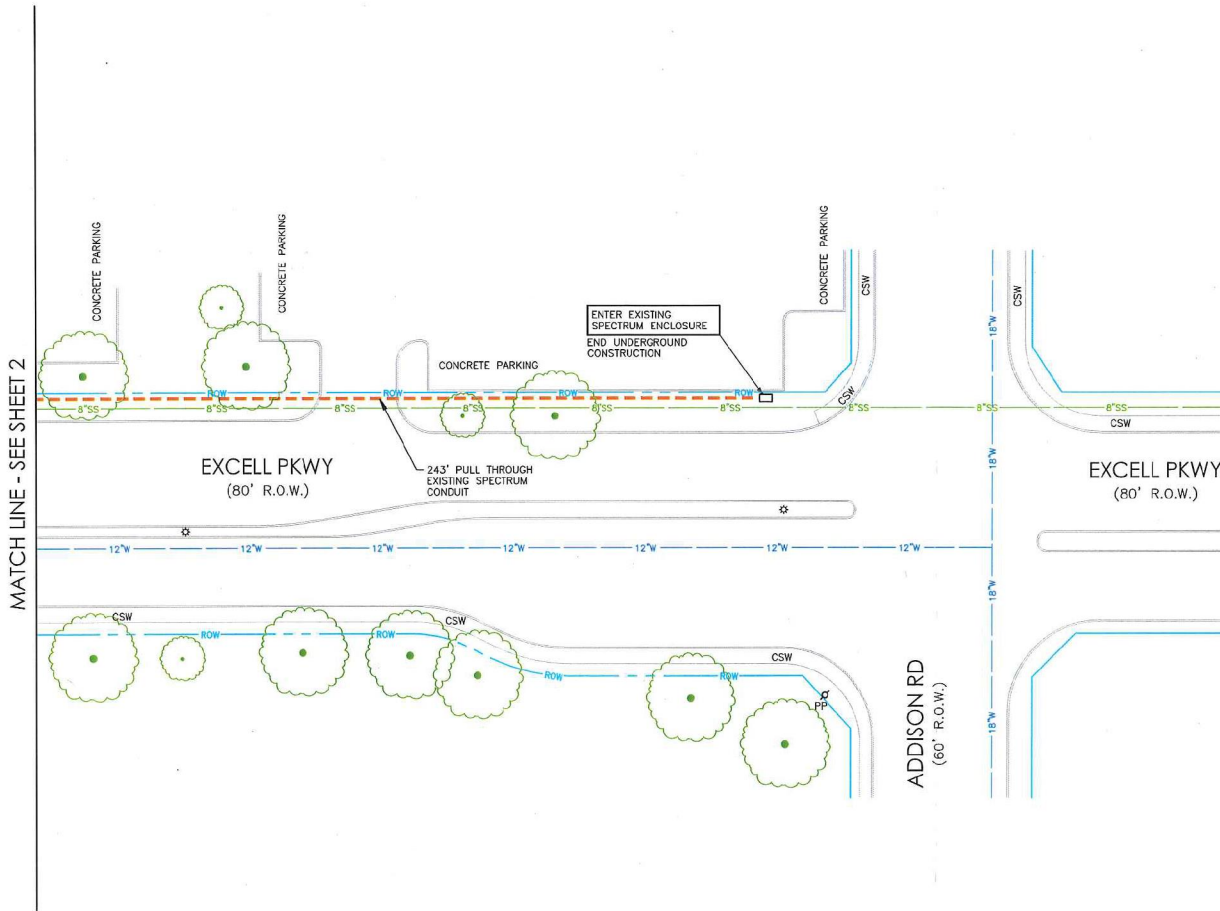 MATCH LINE - SEE SHEET 2
CONCRETE PARKING
CONCRETE PARKING
CONCRETE PARKING
ENTER EXISTING
SPECTRUM ENCLOSURE
END UNDERGROUND
CONSTRUCTION
CONCRETE PARKING
CSW
CSW
18"W
ROW
ROW
ROW
ROW
CSW
8"SS
8"SS
8"SS
8"SS
8"SS
8"SS
8"SS
8"SS
8"SS
CSW
EXCELL PKWY
(80' R.O.W.)
243' PULL THROUGH
EXISTING SPECTRUM
CONDUIT
18"W
EXCELL PKWY
(80' R.O.W.)
12"W
12"W
12"W
12"W
12"W
12"W
12"W
18"W
CSW
CSW
ROW
ROW
CSW
ROW
ROW
PP
ADDISON RD
(60' R.O.W.)
18"W